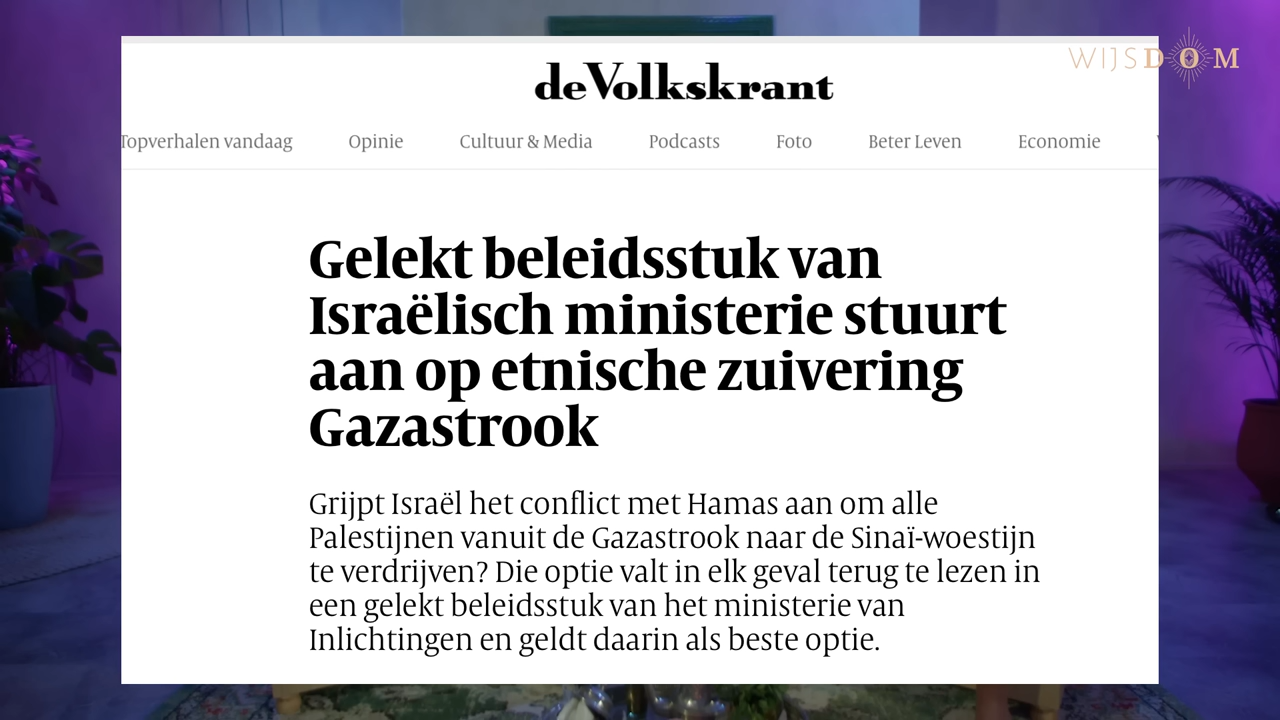 WIJSDOM
deVolkskrant
Topverhalen vandaag Opinie Cultuur & Media Podcasts Foto Beter Leven Economie
Gelekt beleidsstuk van
Israëlisch ministerie stuurt
aan op etnische zuivering
Gazastrook
Grijpt Israël het conflict met Hamas aan om alle
Palestijnen vanuit de Gazastrook naar de Sinaï-woestijn
te verdrijven? Die optie valt in elk geval terug te lezen in
een gelekt beleidsstuk van het ministerie van
Inlichtingen en geldt daarin als beste optie.